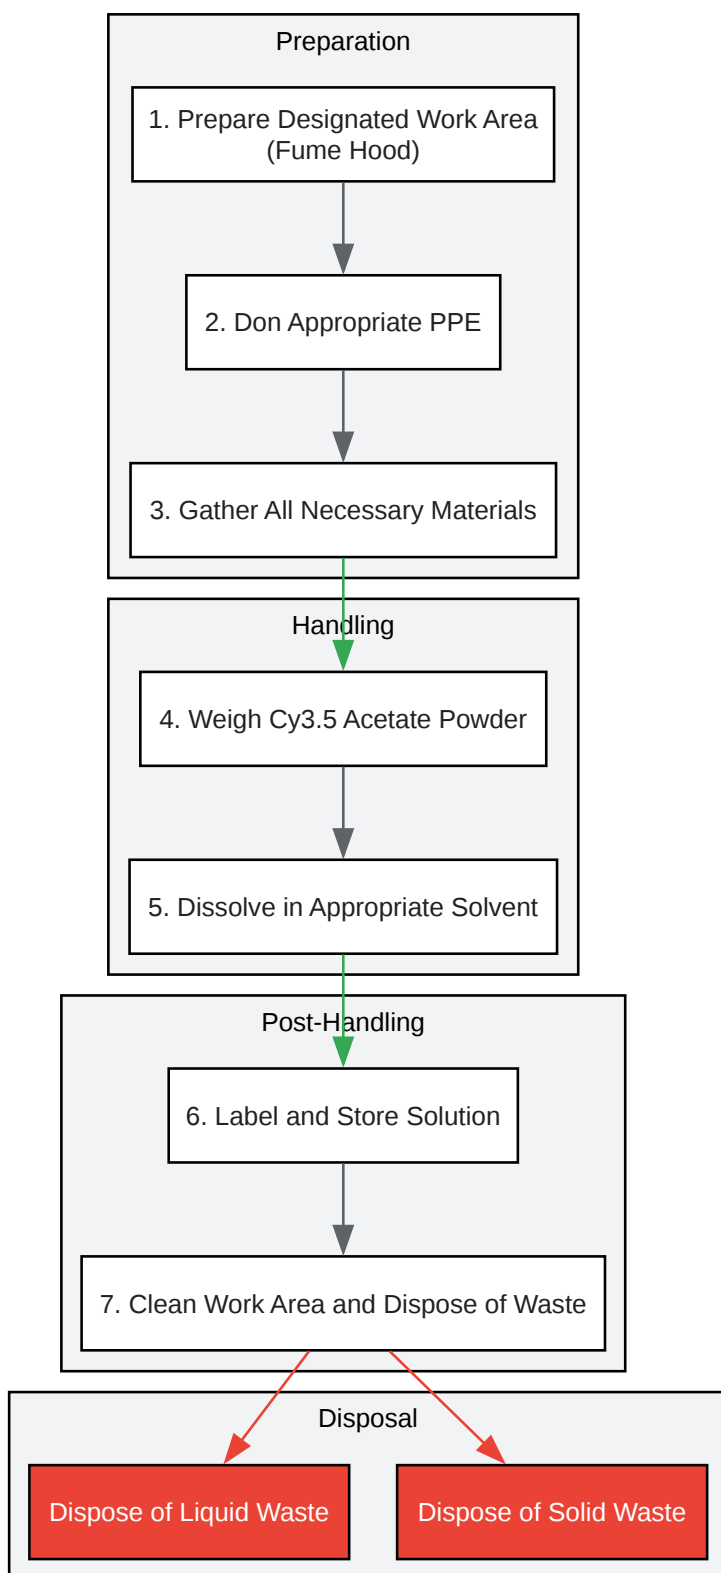 Preparation
1. Prepare Designated Work Area
(Fume Hood)
2. Don Appropriate PPE
3. Gather All Necessary Materials
Handling
4. Weigh Cy3.5 Acetate Powder
5. Dissolve in Appropriate Solvent
Post-Handling
6. Label and Store Solution
7. Clean Work Area and Dispose of Waste
Disposal
Dispose of Liquid Waste
Dispose of Solid Waste